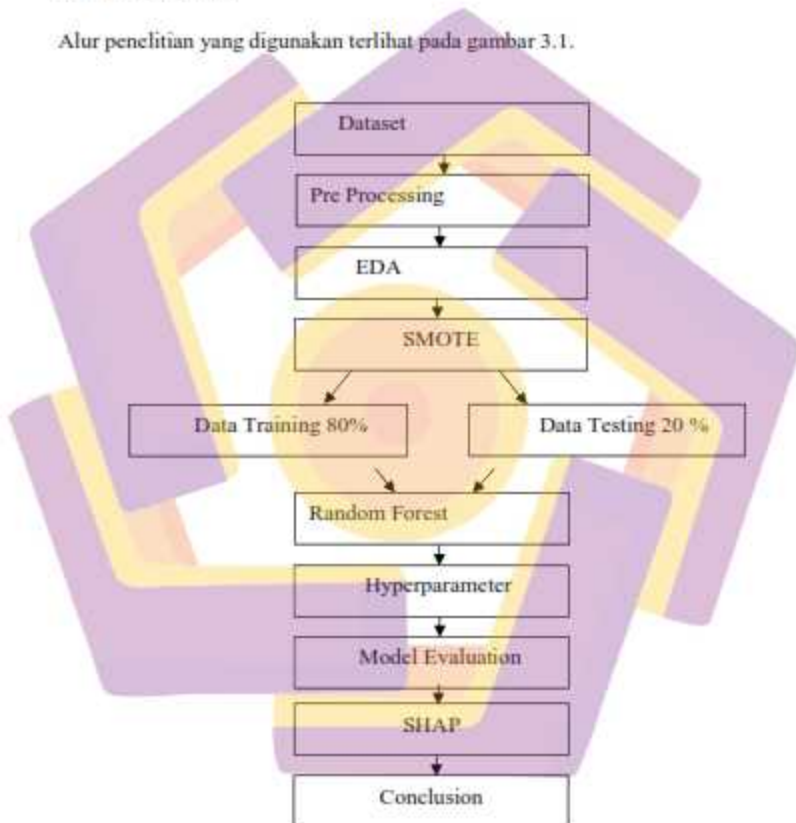 Alur penelitian yang digunakan terlihat pada gambar 3.1.
Dataset
Pre Processing
EDA
SMOTE
Data Training 80%
Data Testing 20 %
Random Forest
Hyperparameter
Model Evaluation
SHAP
Conclusion